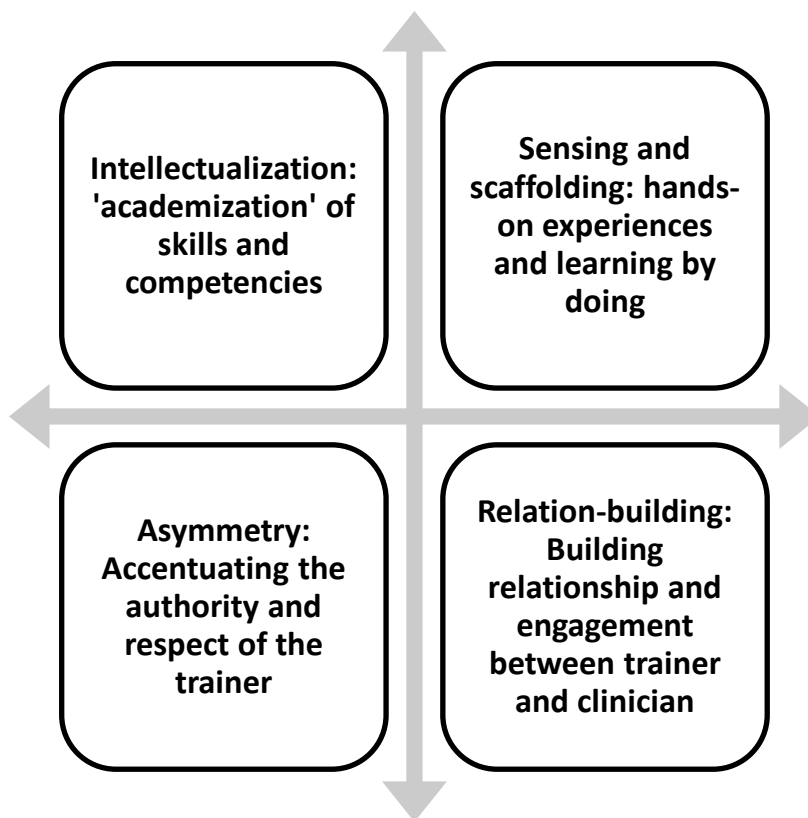 Intellectualization:
'academization' of
skills and
competencies
Sensing and
scaffolding: hands-
on experiences
and learning by
doing
Asymmetry:
Accentuating the
authority and
respect of the
trainer
Relation-building:
Building
relationship and
engagement
between trainer
and clinician